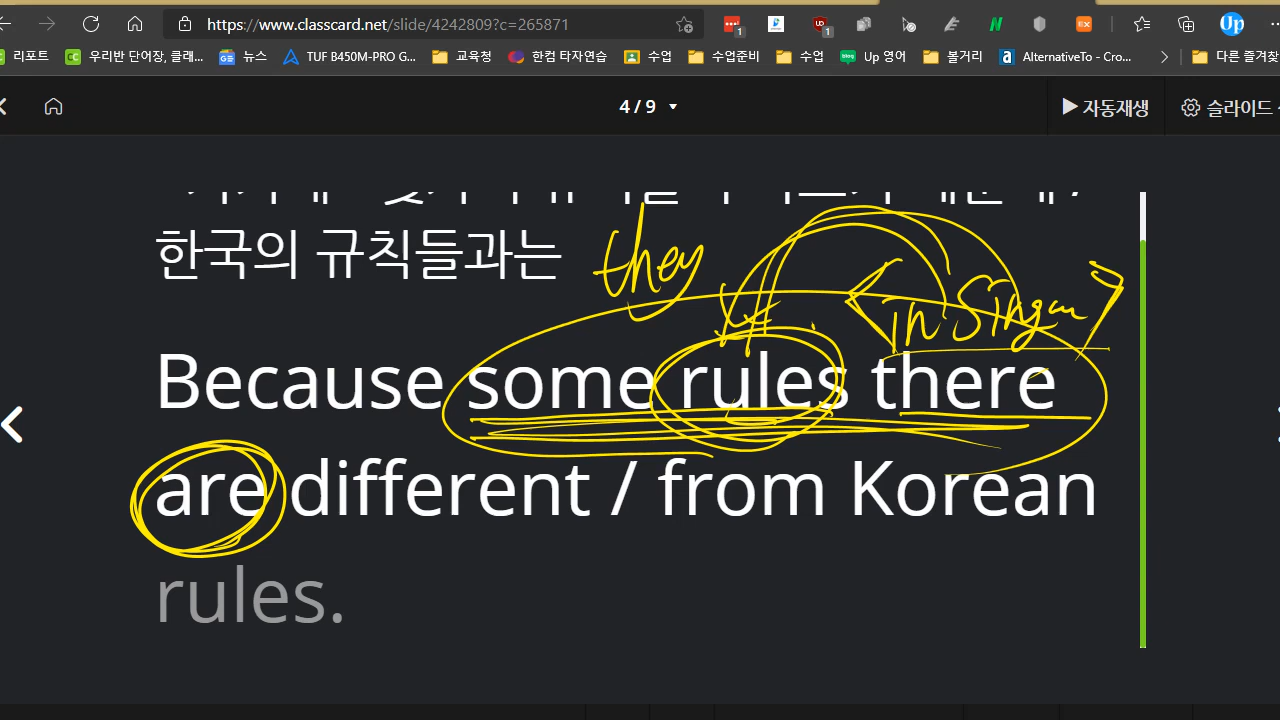 https://www.classcard.net/slide/4242809?c=265871
리포트 우리반 단어장, 클래... 뉴스 TUF B450M-PRO G... 교육청 한컴 타자연습 수업 수업준비 수업 Up 영어 볼거리 AlternativeTo - Cro... 다른 즐겨찾
4 / 9 자동재생 슬라이드
한국의 규칙들과는 they
in Singa
Because some rules there
are different / from Korean
rules.